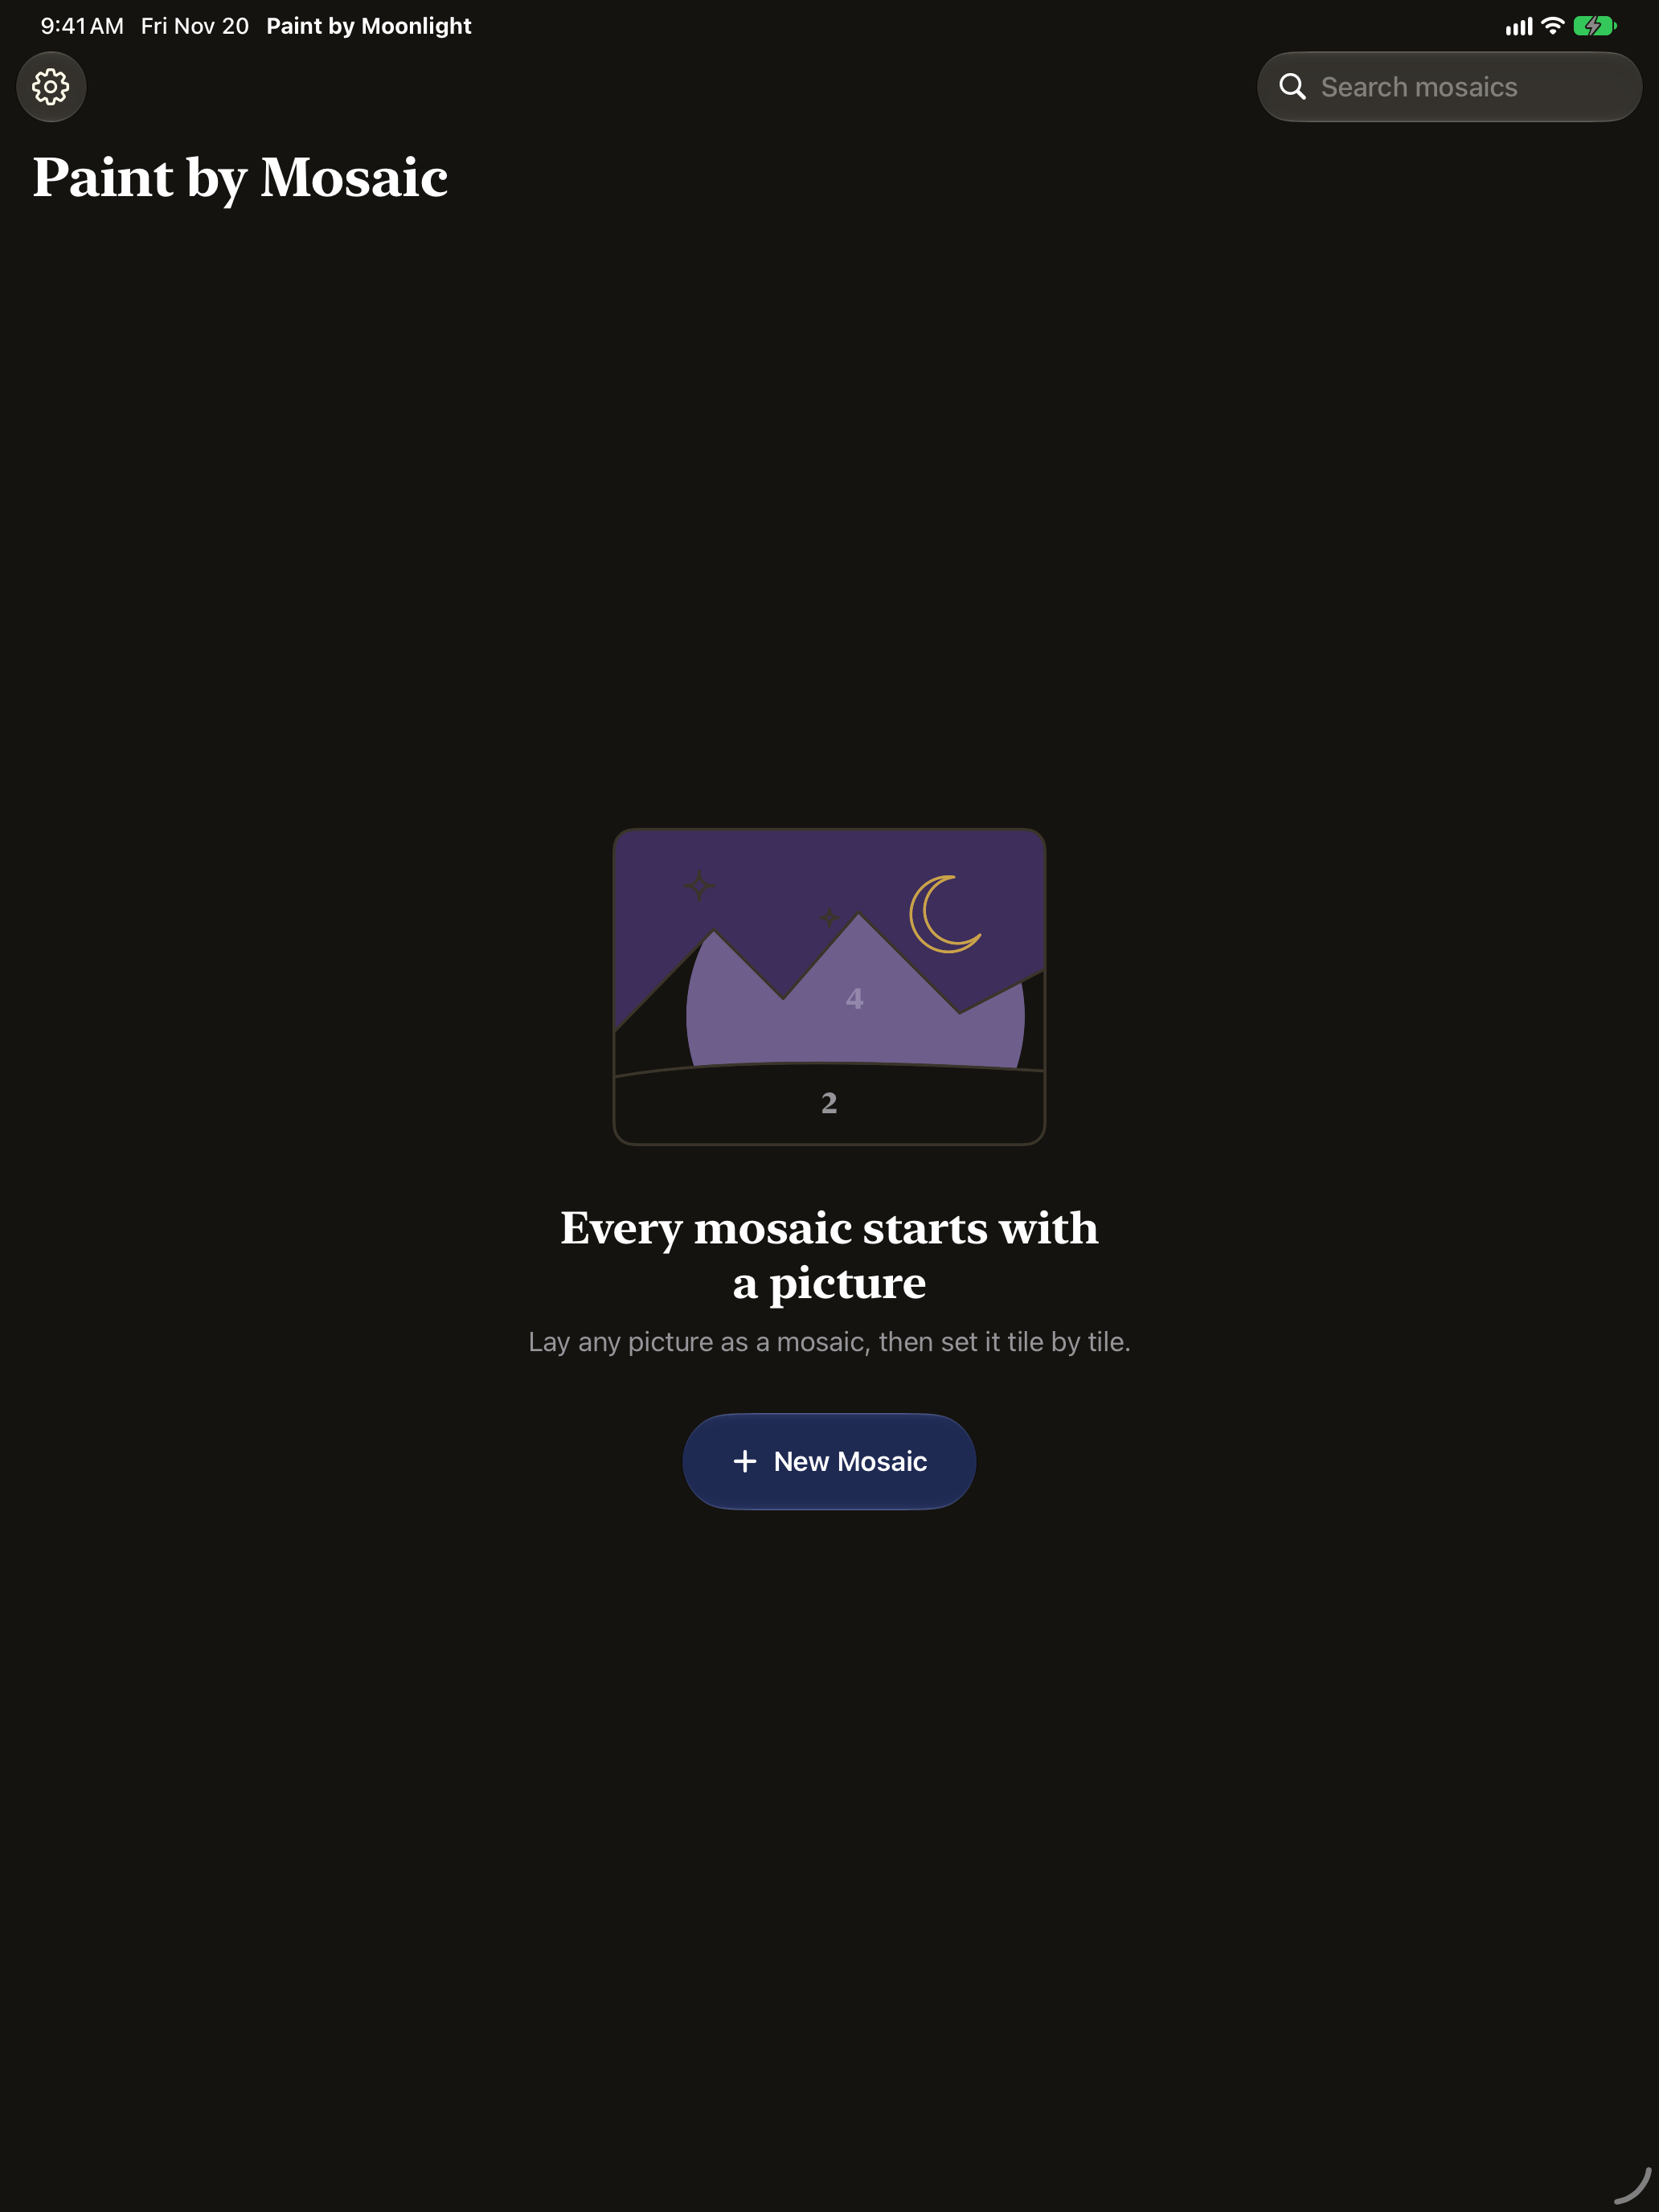 9:41 AM Fri Nov 20 Paint by Moonlight
Search mosaics
Paint by Mosaic
4
2
Every mosaic starts with
a picture
Lay any picture as a mosaic, then set it tile by tile.
+ New Mosaic